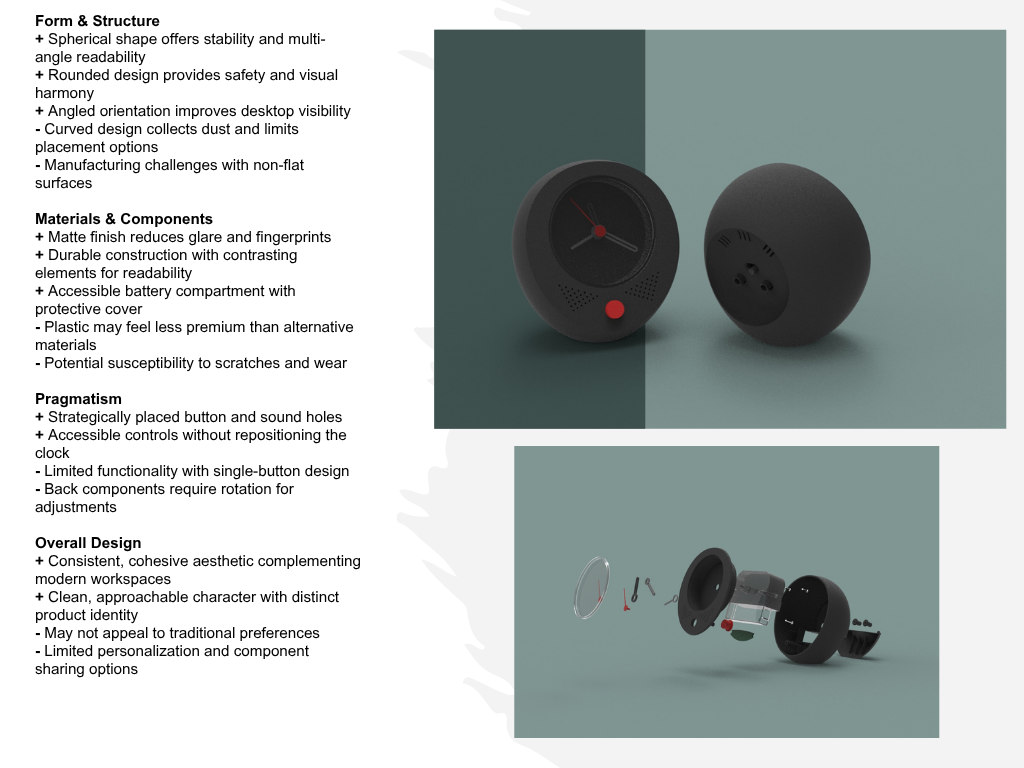 Form & Structure
+ Spherical shape offers stability and multi-
angle readability
+ Rounded design provides safety and visual
harmony
+ Angled orientation improves desktop visibility
- Curved design collects dust and limits
placement options
- Manufacturing challenges with non-flat
surfaces
Materials & Components
+ Matte finish reduces glare and fingerprints
+ Durable construction with contrasting
elements for readability
+ Accessible battery compartment with
protective cover
- Plastic may feel less premium than alternative
materials
- Potential susceptibility to scratches and wear
Pragmatism
+ Strategically placed button and sound holes
+ Accessible controls without repositioning the
clock
- Limited functionality with single-button design
- Back components require rotation for
adjustments
Overall Design
+ Consistent, cohesive aesthetic complementing
modern workspaces
+ Clean, approachable character with distinct
product identity
- May not appeal to traditional preferences
- Limited personalization and component
sharing options